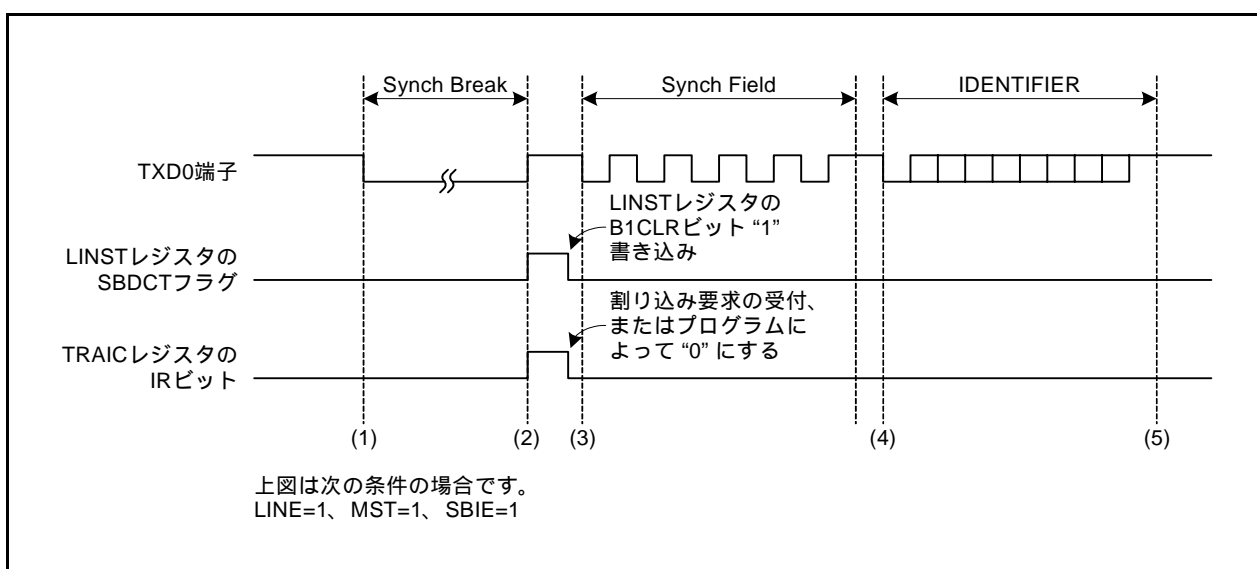 Synch Break
Synch Field
IDENTIFIER
TXD0端子
LINSTレジスタの
B1CLRビット “1”
書き込み
LINSTレジスタの
SBDCTフラグ
割り込み要求の受付、
またはプログラムに
よって “0” にする
TRAICレジスタの
IRビット
(1)
(2)
(3)
(4)
(5)
上図は次の条件の場合です。
LINE=1、MST=1、SBIE=1